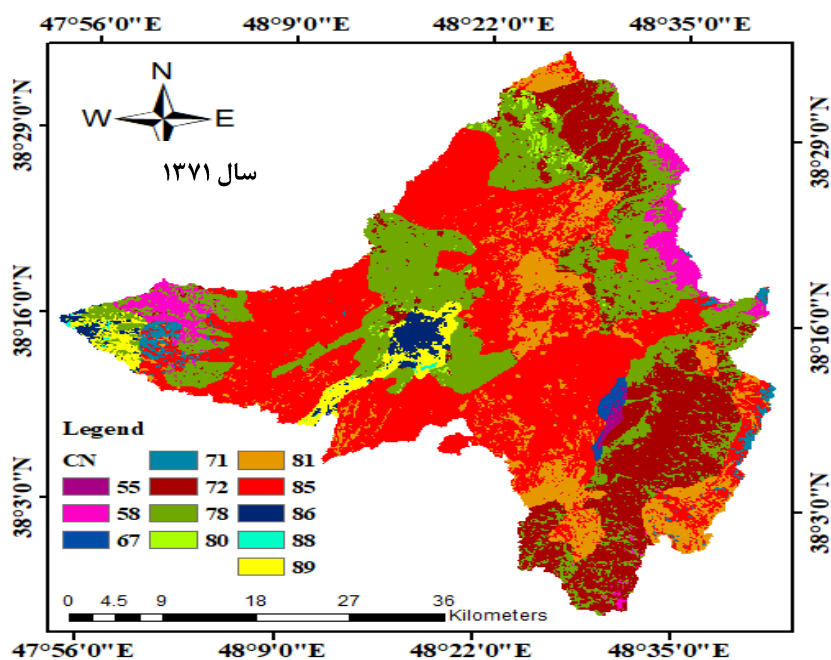 47°56'0"E 48°9'0"E 48°22'0"E 48°35'0"E
N
W E
S
38°29'0"N 38°29'0"N
سال ۱۳۷۱
38°16'0"N 38°16'0"N
Legend
CN 71 81
55 72 85
58 78 86
67 80 88
89
38°3'0"N 38°3'0"N
0 4.5 9 18 27 36
Kilometers
47°56'0"E 48°9'0"E 48°22'0"E 48°35'0"E